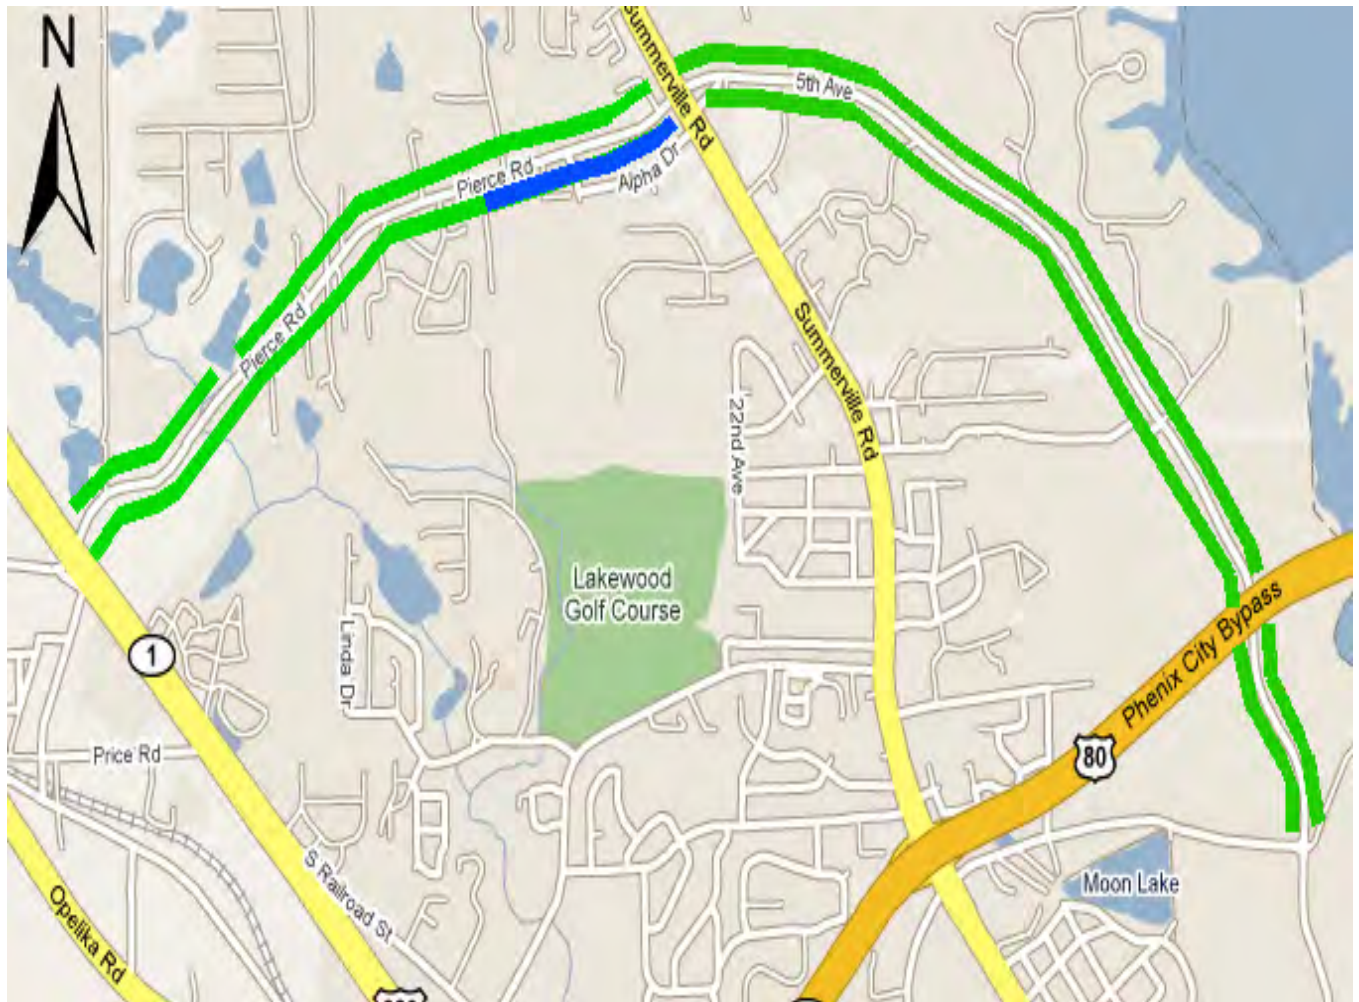 N
Summerville Rd
5th Ave
Pierce Rd
Alpha Dr
Pierce Rd
Summerville Rd
22nd Ave
Lakewood
Golf Course
Phenix City Bypass
Linda Dr
1
Price Rd
80
S Railroad St
Moon Lake
Opelika Rd